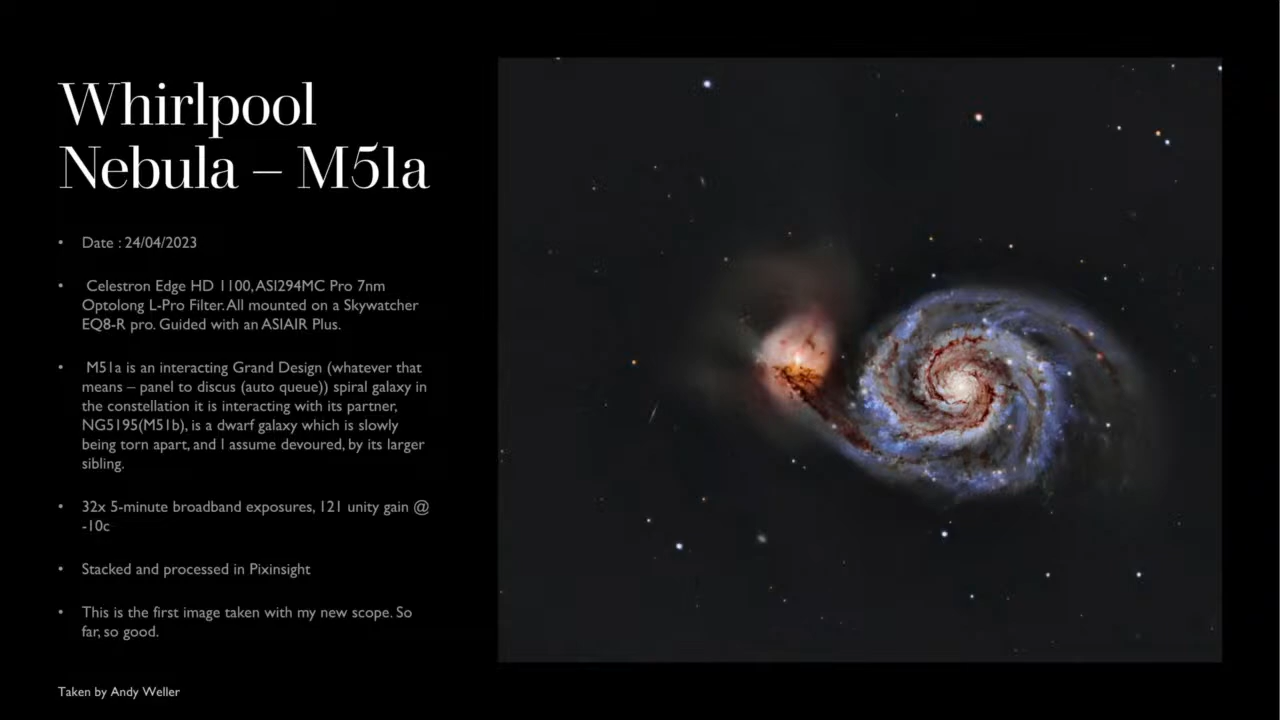 Whirlpool
Nebula – M51a
• Date : 24/04/2023
• Celestron Edge HD 1100, ASI294MC Pro 7nm
Optolong L-Pro Filter. All mounted on a Skywatcher
EQ8-R pro. Guided with an ASIAIR Plus.
• M51a is an interacting Grand Design (whatever that
means – panel to discus (auto queue)) spiral galaxy in
the constellation it is interacting with its partner,
NG5195(M51b), is a dwarf galaxy which is slowly
being torn apart, and I assume devoured, by its larger
sibling.
• 32x 5-minute broadband exposures, 121 unity gain @
-10c
• Stacked and processed in Pixinsight
• This is the first image taken with my new scope. So
far, so good.
Taken by Andy Weller